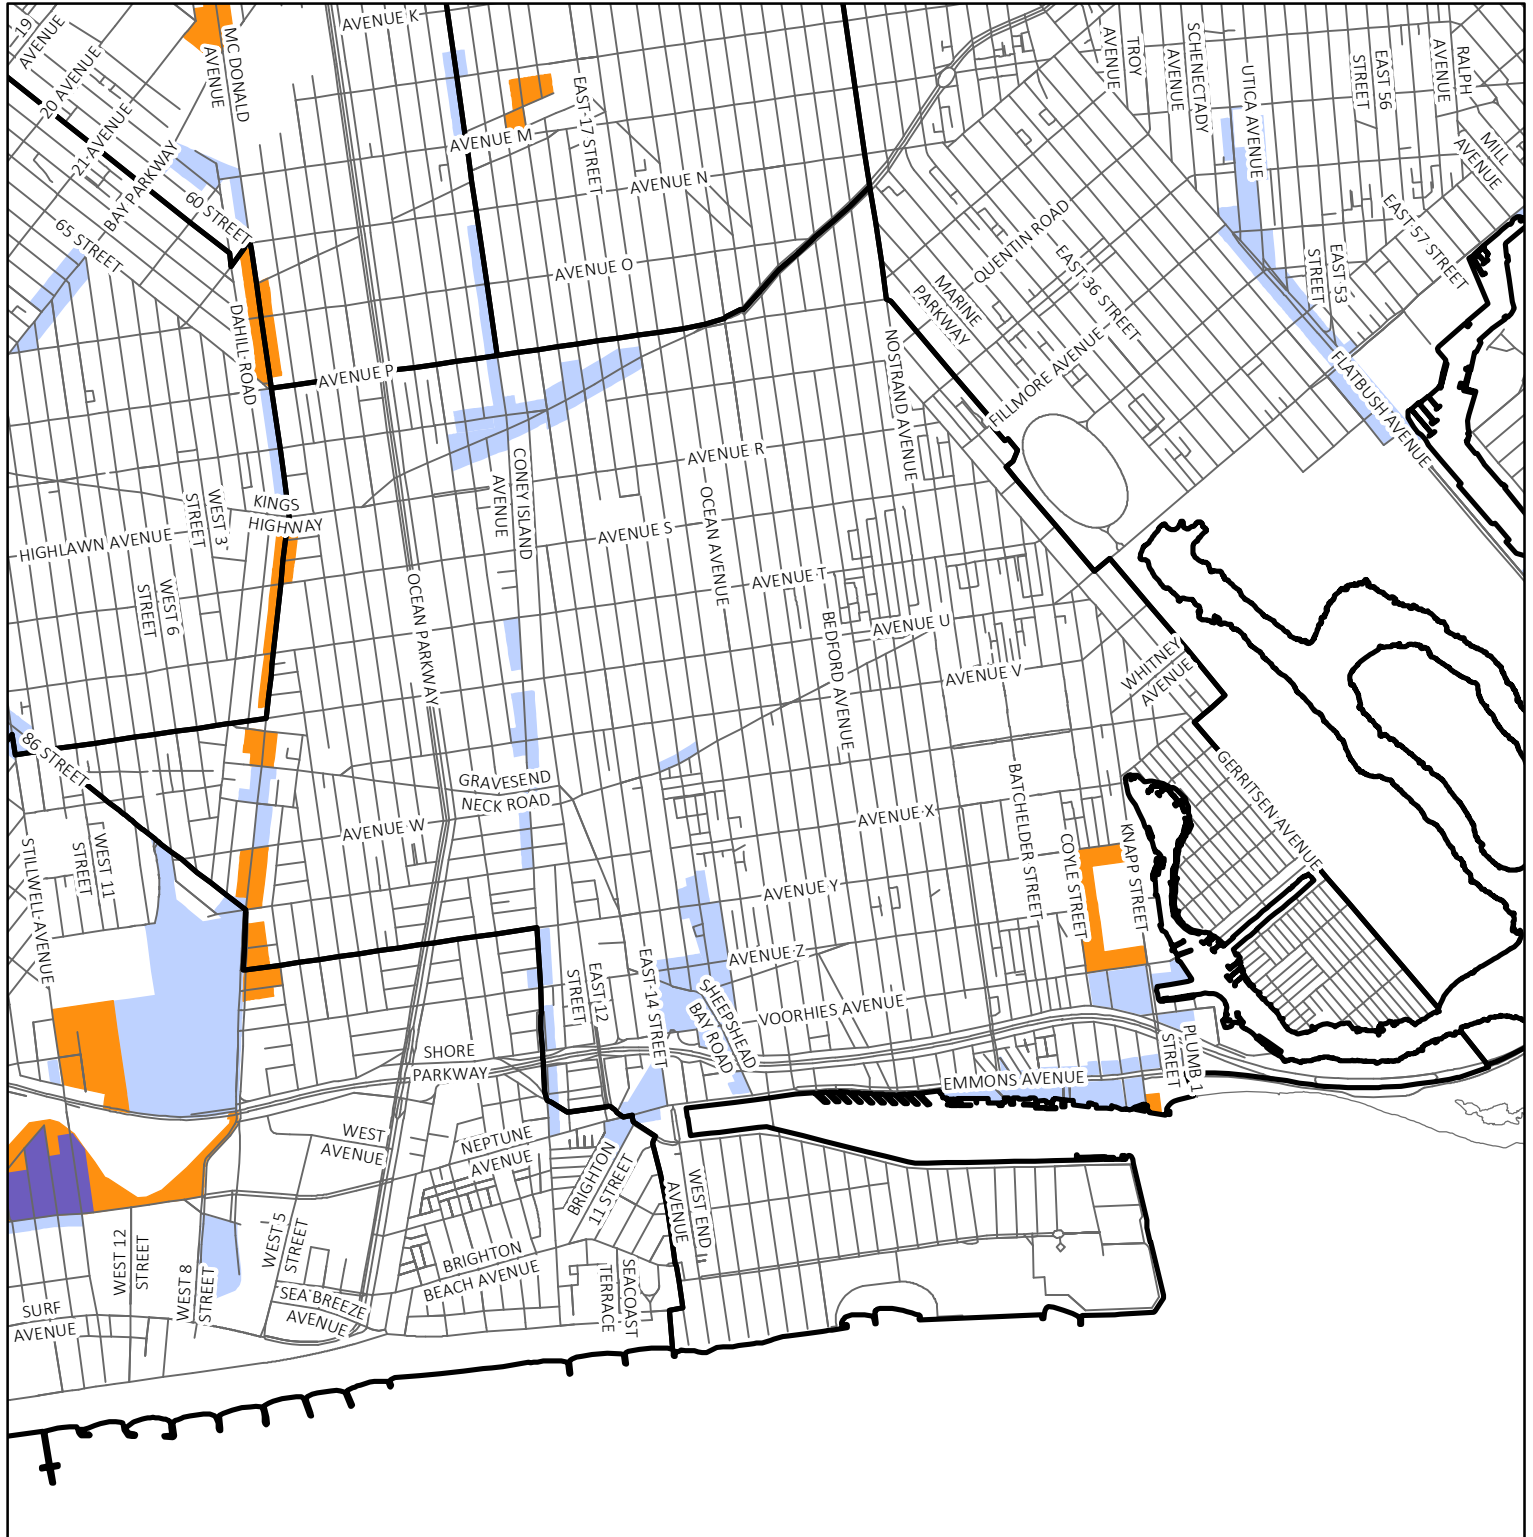 19
AVENUE
20 AVENUE
21 AVENUE
BAY PARKWAY
60 STREET
65 STREET
MC DONALD
AVENUE
AVENUE K
EAST 17 STREET
AVENUE M
AVENUE N
AVENUE O
AVENUE P
DAHILL ROAD
TROY
AVENUE
SCHENECTADY
AVENUE
UTICA AVENUE
EAST 56
STREET
RALPH
AVENUE
MILL
AVENUE
EAST 57 STREET
EAST 53
STREET
QUENTIN ROAD
MARINE
PARKWAY
EAST 36 STREET
FILLMORE AVENUE
FLATBUSH AVENUE
NOSTRAND AVENUE
AVENUE R
OCEAN AVENUE
AVENUE S
AVENUE T
CONEY ISLAND
AVENUE
KINGS
HIGHWAY
WEST 3
STREET
HIGHLAWN AVENUE
WEST 6
STREET
OCEAN PARKWAY
BEDFORD AVENUE
AVENUE U
AVENUE V
WHITNEY
AVENUE
86 STREET
GRAVESEND
NECK ROAD
AVENUE W
AVENUE X
BATCHELDER STREET
COYLE STREET
KNAPP STREET
GERRITSEN AVENUE
STILLWELL AVENUE
WEST 11
STREET
AVENUE Y
AVENUE Z
EAST 12
STREET
EAST 14 STREET
SHEEPSHEAD
BAY ROAD
VOORHIES AVENUE
SHORE
PARKWAY
EMMONS AVENUE
PLUMB 1
STREET
WEST
AVENUE
NEPTUNE
AVENUE
BRIGHTON
11 STREET
WEST END
AVENUE
WEST 12
STREET
WEST 8
STREET
WEST 5
STREET
BRIGHTON
BEACH AVENUE
SEACOAST
TERRACE
SEA BREEZE
AVENUE
SURF
AVENUE